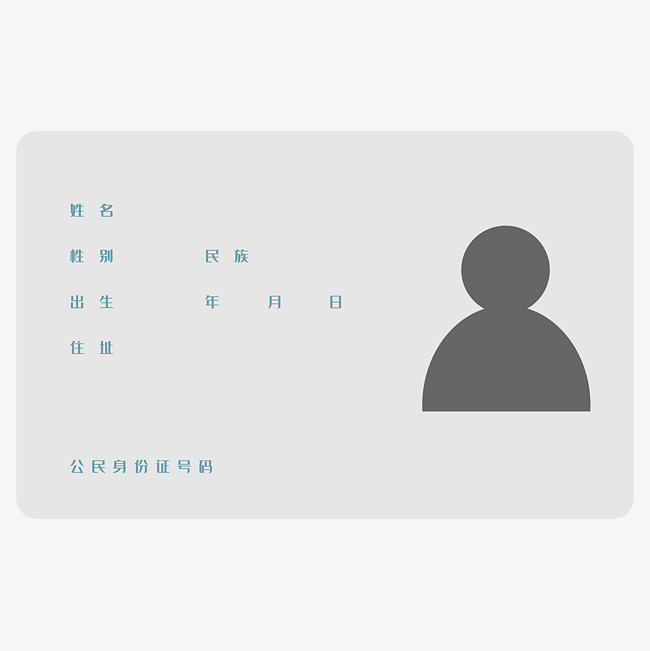 姓 名
性 别 民 族
出 生 年 月 日
住 址
公民身份证号码